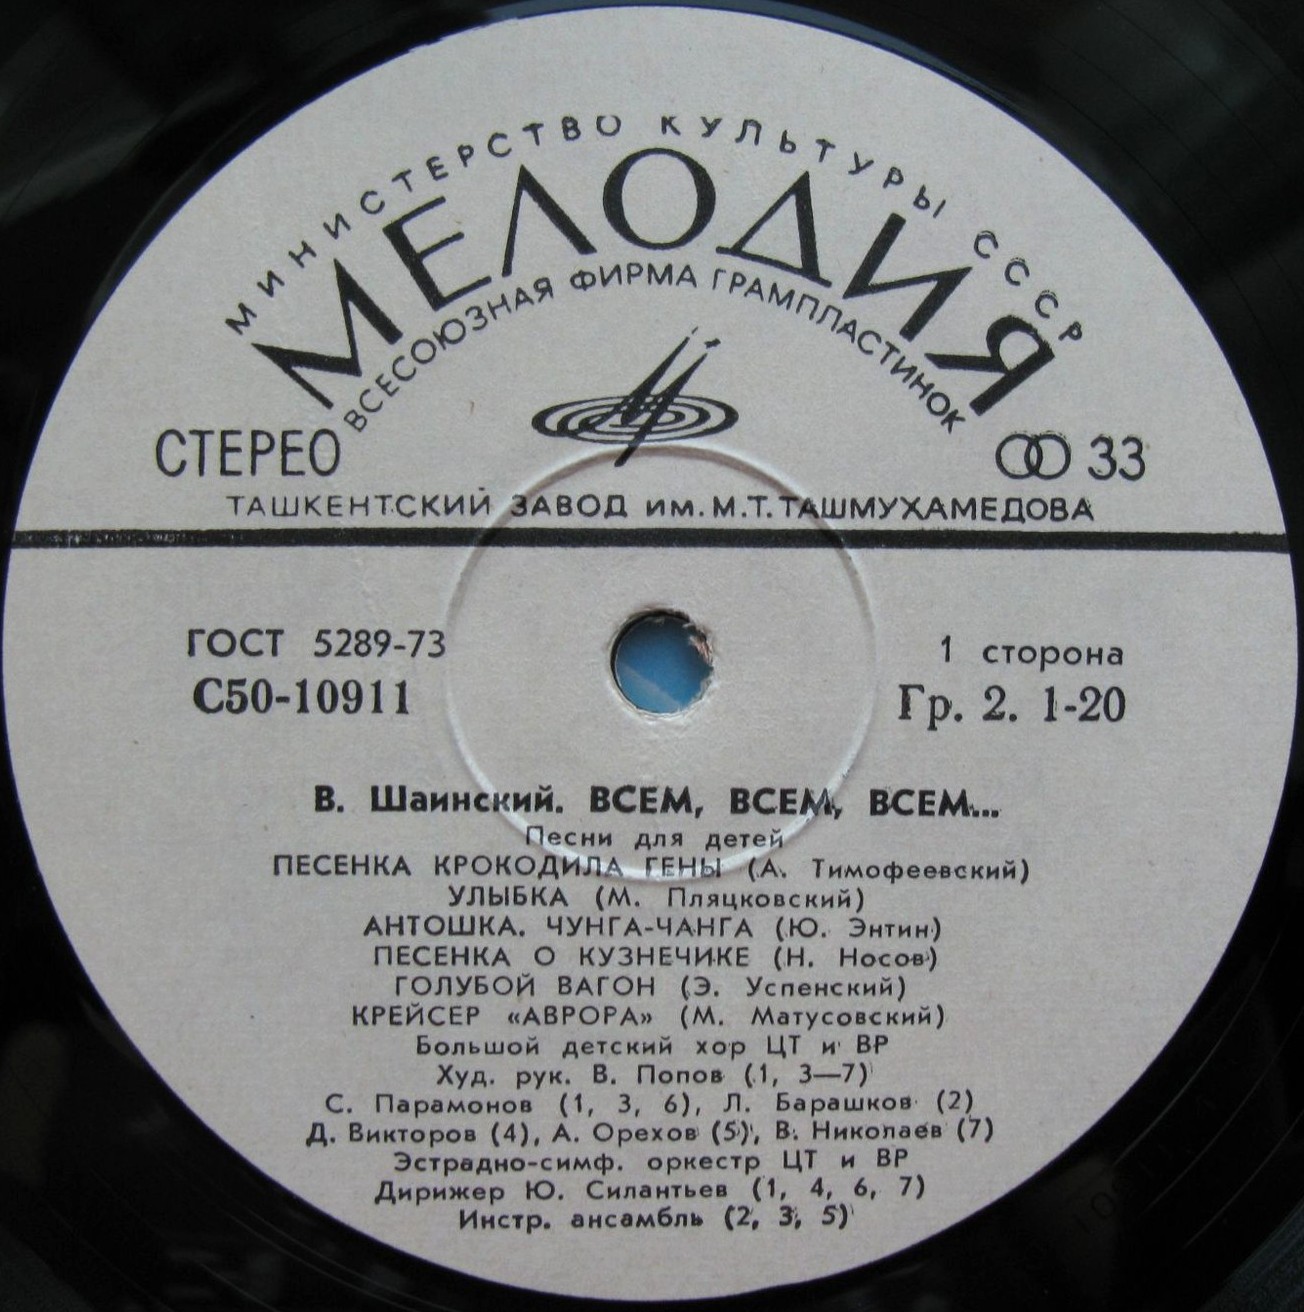 МИНИСТЕРСТВО КУЛЬТУРЫ СССР
МЕЛОДИЯ
ВСЕСОЮЗНАЯ ФИРМА ГРАМПЛАСТИНОК
СТЕРЕО
33
ТАШКЕНТСКИЙ ЗАВОД им. М.Т. ТАШМУХАМЕДОВА
ГОСТ 5289-73
1 сторона
С50-10911
Гр. 2. 1-20
В. Шаинский. ВСЕМ, ВСЕМ, ВСЕМ...
Песни для детей
ПЕСЕНКА КРОКОДИЛА ГЕНЫ (А. Тимофеевский)
УЛЫБКА (М. Пляцковский)
АНТОШКА. ЧУНГА-ЧАНГА (Ю. Энтин)
ПЕСЕНКА О КУЗНЕЧИКЕ (Н. Носов)
ГОЛУБОЙ ВАГОН (Э. Успенский)
КРЕЙСЕР «АВРОРА» (М. Матусовский)
Большой детский хор ЦТ и ВР
Худ. рук. В. Попов (1, 3—7)
С. Парамонов (1, 3, 6), Л. Барашков (2)
Д. Викторов (4), А. Орехов (5), В. Николаев (7)
Эстрадно-симф. оркестр ЦТ и ВР
Дирижер Ю. Силантьев (1, 4, 6, 7)
Инстр. ансамбль (2, 3, 5)